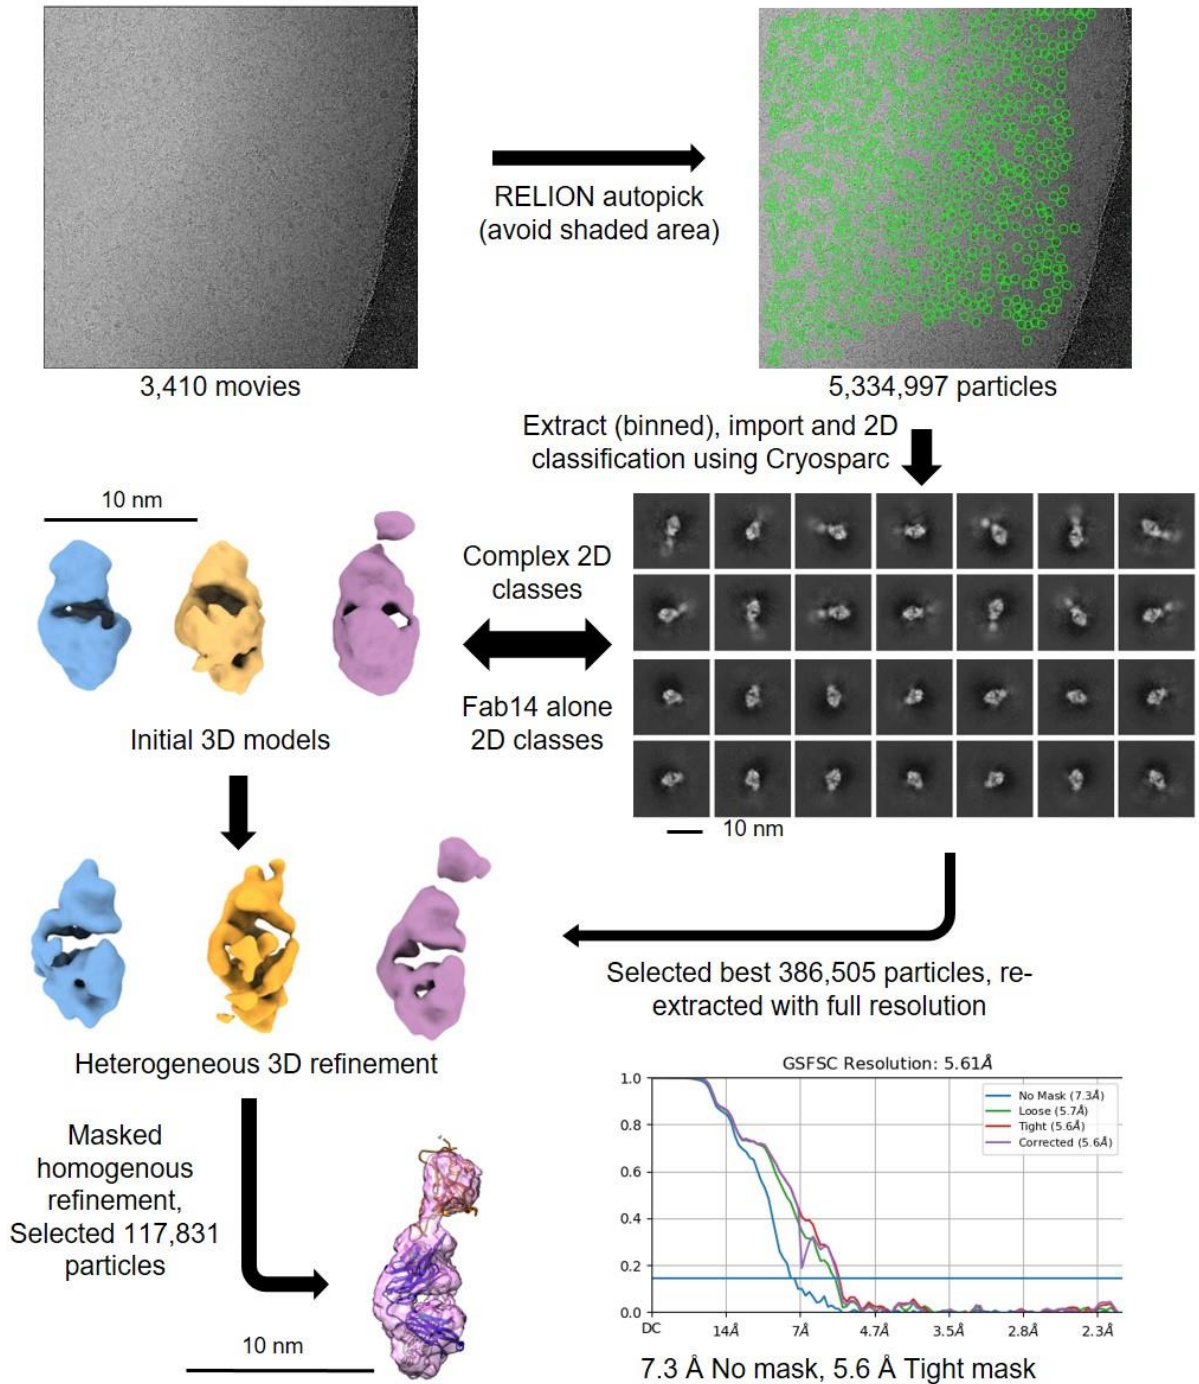 RELION autopick
(avoid shaded area)
3,410 movies
5,334,997 particles
Extract (binned), import and 2D
classification using Cryosparc
10 nm
Complex 2D
classes
Fab14 alone
2D classes
Initial 3D models
10 nm
Selected best 386,505 particles, re-
extracted with full resolution
Heterogeneous 3D refinement
Masked
homogenous
refinement,
Selected 117,831
particles
10 nm
GSFSC Resolution: 5.61Å
No Mask (7.3Å)
Loose (5.7Å)
Tight (5.6Å)
Corrected (5.6Å)
1.0
0.8
0.6
0.4
0.2
0.0
DC 14Å 7Å 4.7Å 3.5Å 2.8Å 2.3Å
7.3 Å No mask, 5.6 Å Tight mask